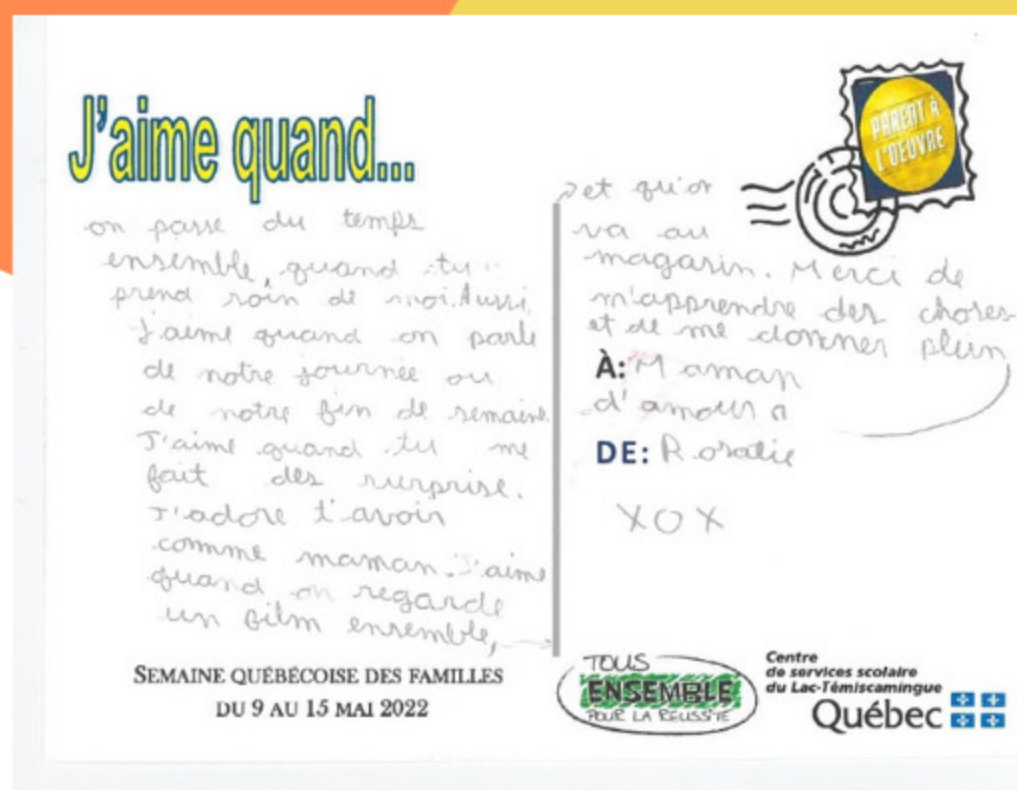 J'aime quand...
on passe du temps
ensemble, quand tu
prend soin de moi. Aussi,
J'aime quand on parle
de notre journée ou
de notre fin de semaine.
J'aime quand tu me
fait des surprise.
J'adore t'avoir
comme maman. J'aime
quand on regarde
un film ensemble,
SEMAINE QUÉBÉCOISE DES FAMILLES
DU 9 AU 15 MAI 2022
PARENT À
L'OEUVRE
et qu'on
va au
magasin. Merci de
m'apprendre des choses
et de me donner plein
À: Maman
d'amour
DE: Rosalie
XOX
TOUS
ENSEMBLE
POUR LA RÉUSSITE
Centre
de services scolaire
du Lac-Témiscamingue
Québec